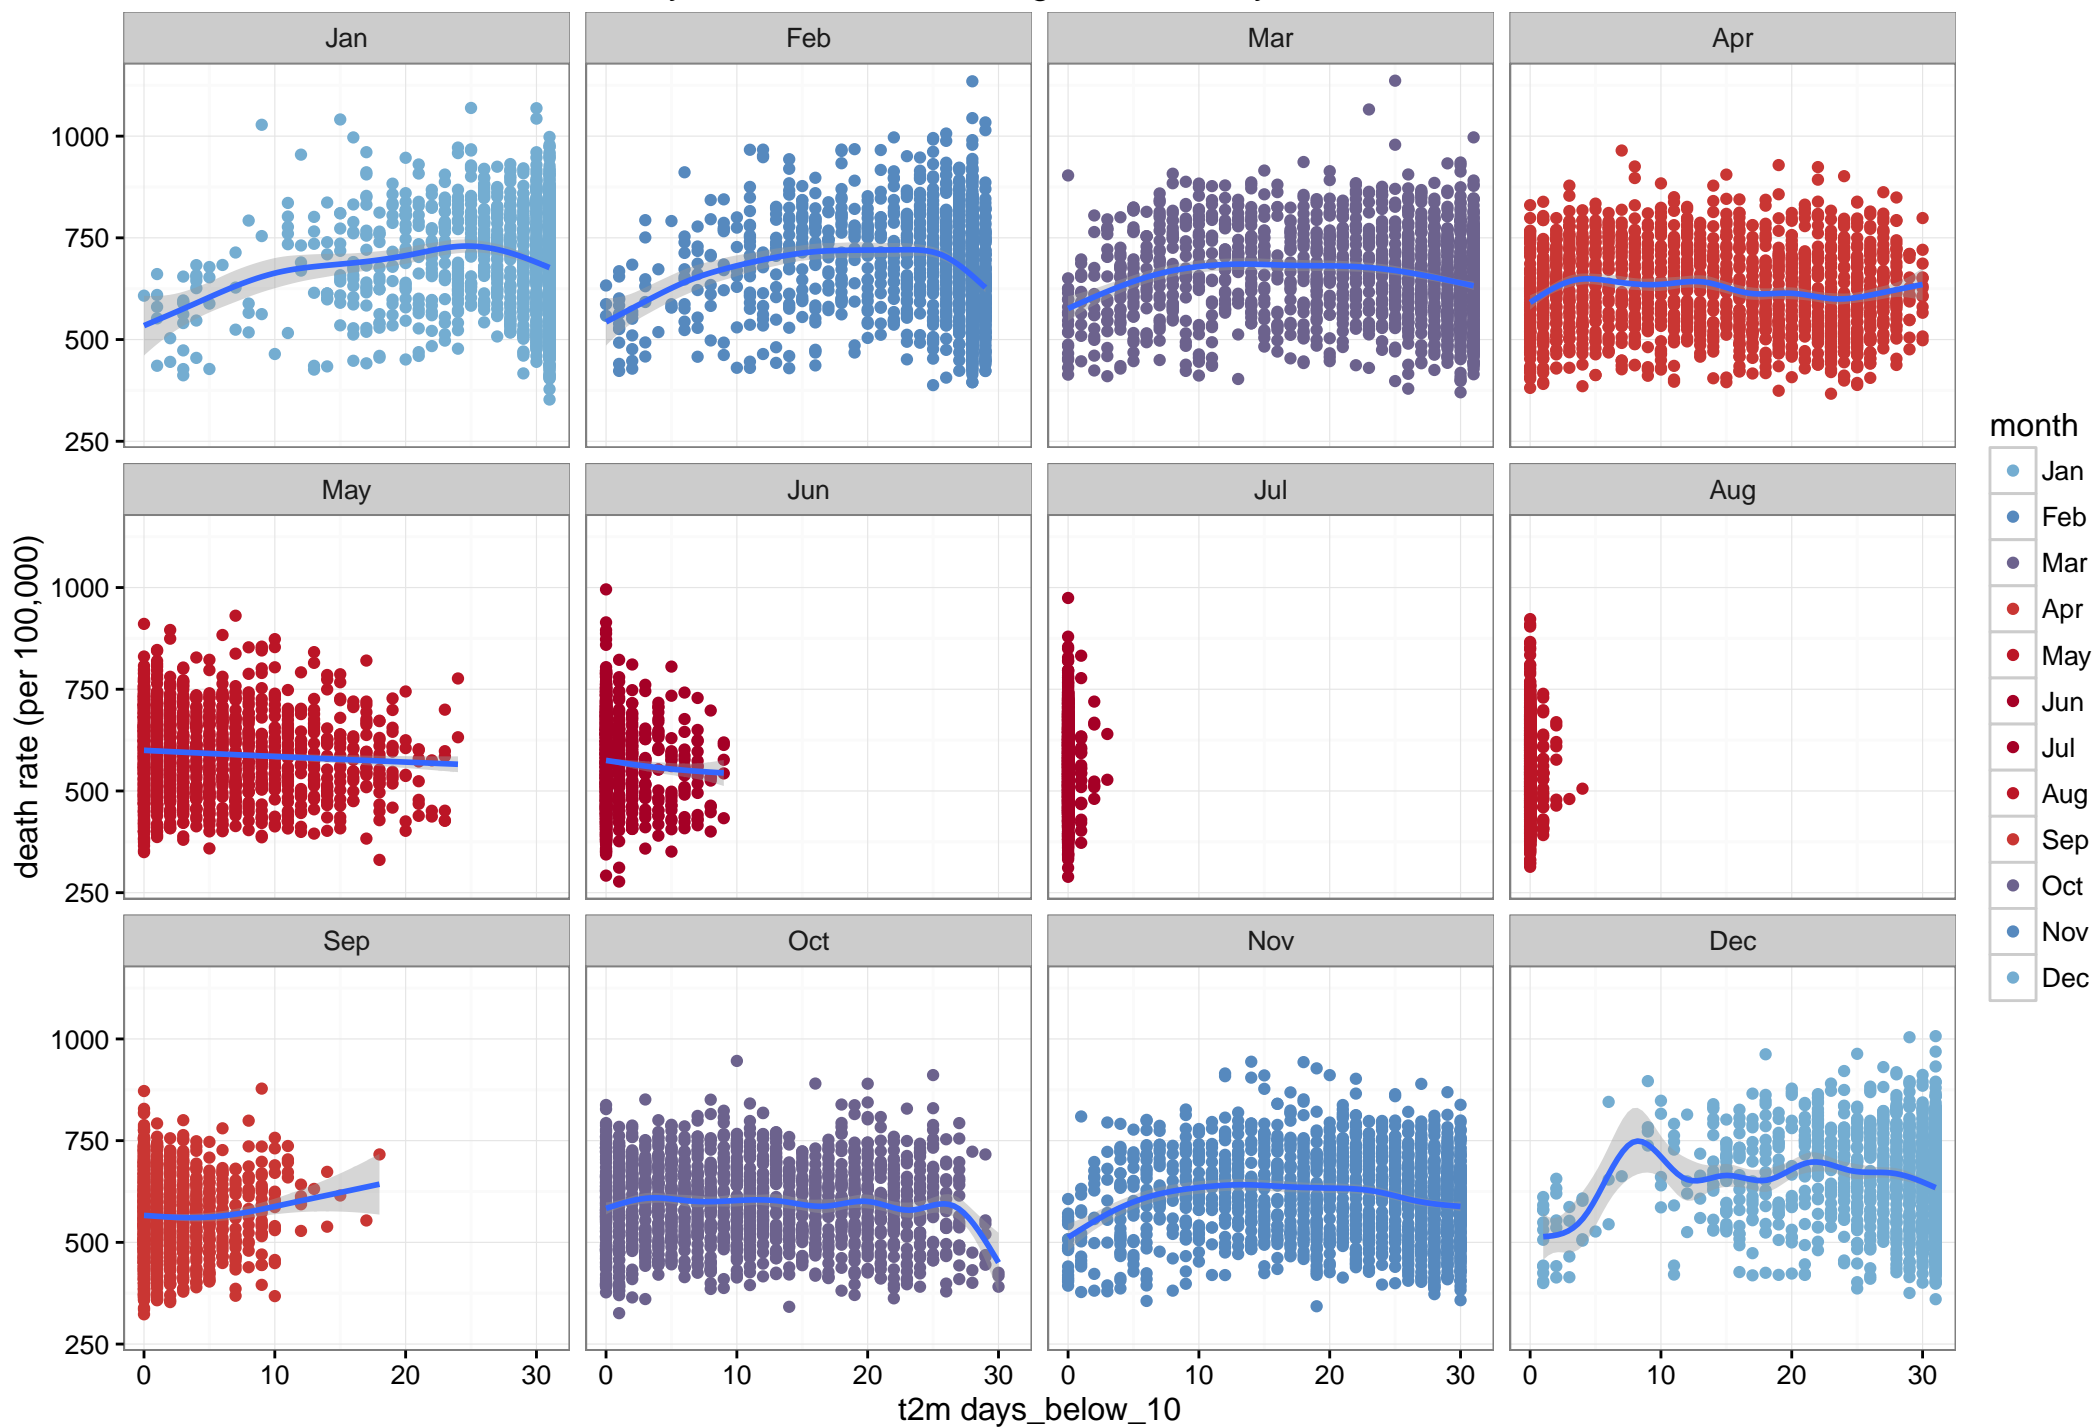 Jan Feb Mar Apr
1000
750
500
250
May Jun Jul Aug
1000
750
500
250
Sep Oct Nov Dec
1000
750
500
250
0 10 20 30 0 10 20 30 0 10 20 30 0 10 20 30
t2m days_below_10
death rate (per 100,000)
month
Jan
Feb
Mar
Apr
May
Jun
Jul
Aug
Sep
Oct
Nov
Dec